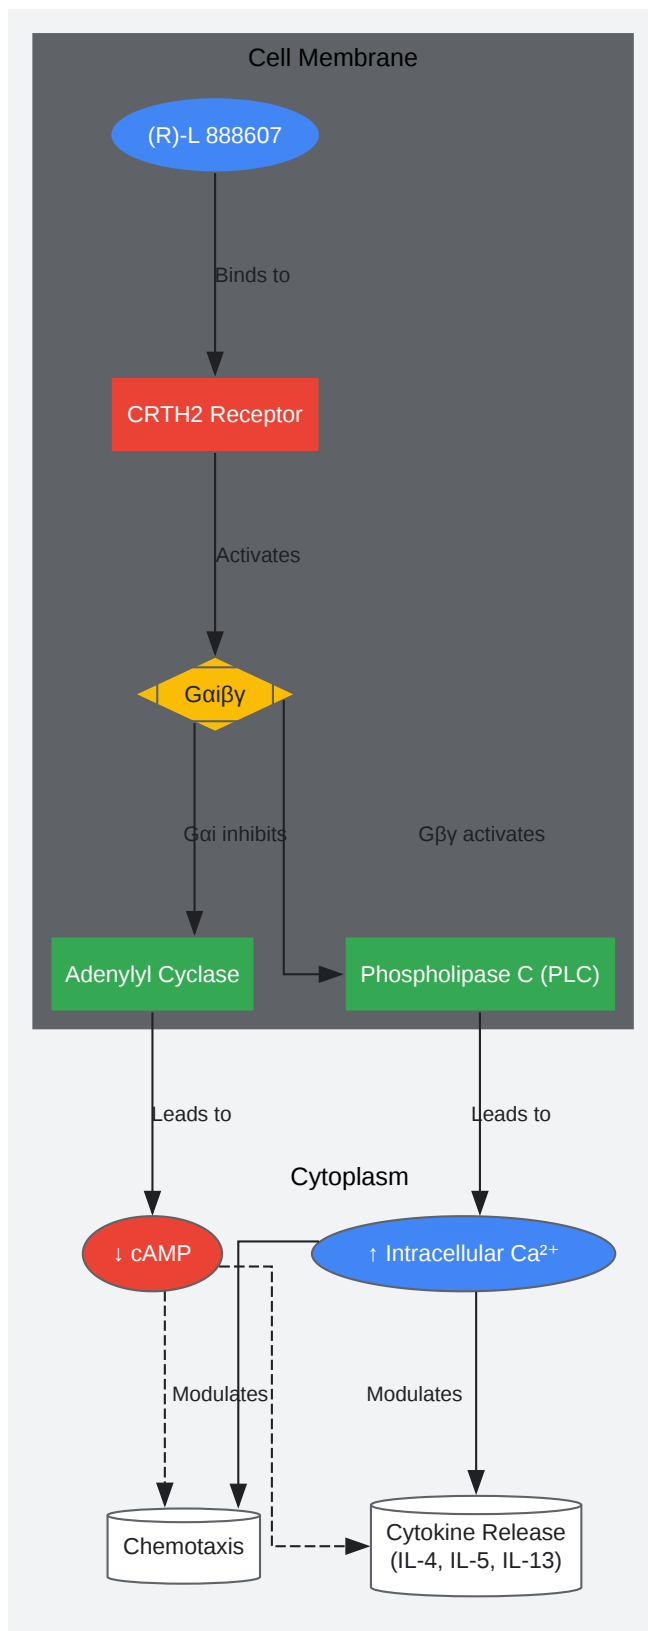 Cell Membrane
(R)-L 888607
Binds to
CRTH2 Receptor
Activates
Gαiβγ
Gαi inhibits
Gβγ activates
Adenylyl Cyclase
Phospholipase C (PLC)
Leads to
Leads to
Cytoplasm
↓ cAMP
↑ Intracellular Ca²⁺
Modulates
Modulates
Chemotaxis
Cytokine Release
(IL-4, IL-5, IL-13)